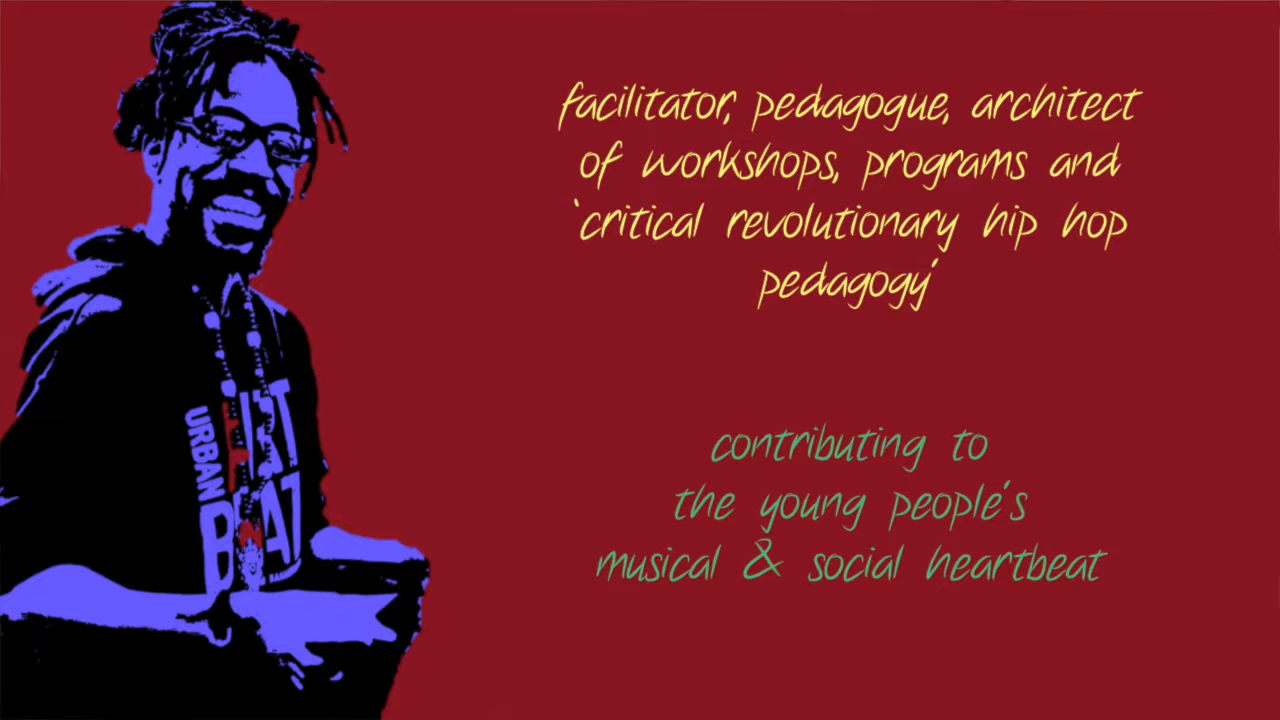 facilitator, pedagogue, architect
of workshops, programs and
'critical revolutionary hip hop
pedagogy'
contributing to
the young people's
musical & social heartbeat
URBAN